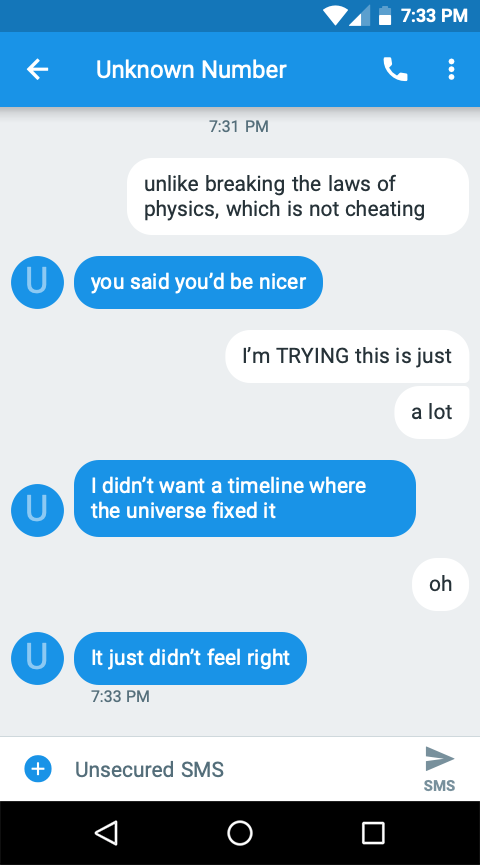 7:33 PM
Unknown Number
7:31 PM
unlike breaking the laws of
physics, which is not cheating
U
you said you’d be nicer
I’m TRYING this is just
a lot
U
I didn’t want a timeline where
the universe fixed it
oh
U
It just didn’t feel right
7:33 PM
Unsecured SMS
SMS